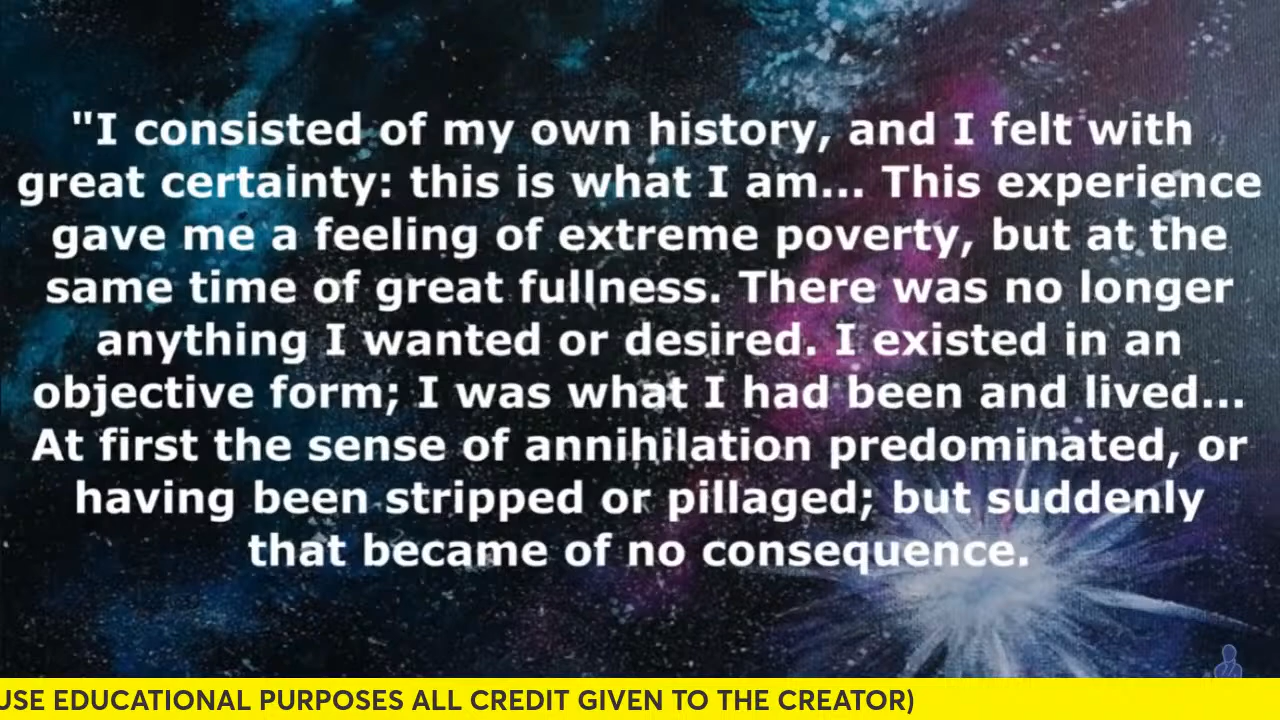 "I consisted of my own history, and I felt with
great certainty: this is what I am... This experience
gave me a feeling of extreme poverty, but at the
same time of great fullness. There was no longer
anything I wanted or desired. I existed in an
objective form; I was what I had been and lived...
At first the sense of annihilation predominated, or
having been stripped or pillaged; but suddenly
that became of no consequence.
USE EDUCATIONAL PURPOSES ALL CREDIT GIVEN TO THE CREATOR)